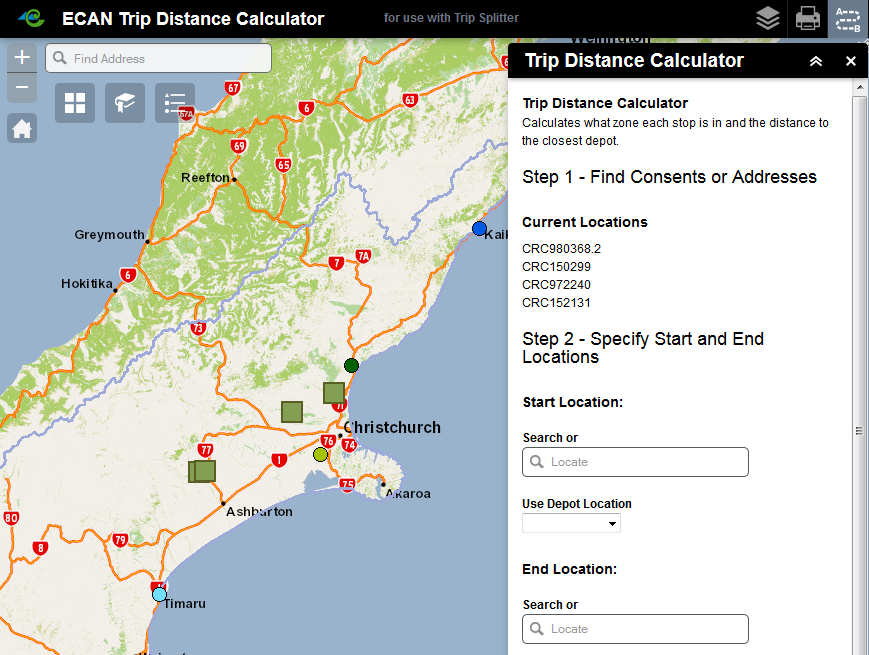 ECAN Trip Distance Calculator
for use with Trip Splitter
A
B
+
Find Address
−
67
67A
6
63
69
65
Reefton
Greymouth
7
7A
6
Hokitika
73
Christchurch
76
74
77
1
75
Akaroa
Ashburton
80
8
79
Timaru
Trip Distance Calculator
Trip Distance Calculator
Calculates what zone each stop is in and the distance to
the closest depot.
Step 1 - Find Consents or Addresses
Current Locations
CRC980368.2
CRC150299
CRC972240
CRC152131
Step 2 - Specify Start and End
Locations
Start Location:
Search or
Locate
Use Depot Location
End Location:
Search or
Locate